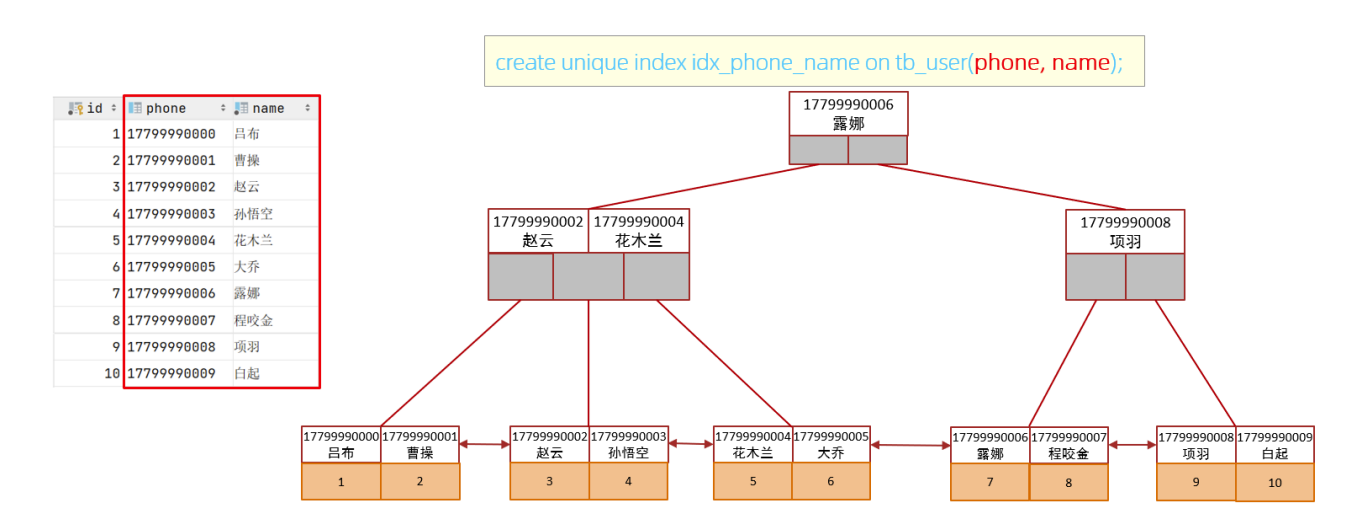 create unique index idx_phone_name on tb_user(phone, name);
id phone name
1 17799990000 吕布
2 17799990001 曹操
3 17799990002 赵云
4 17799990003 孙悟空
5 17799990004 花木兰
6 17799990005 大乔
7 17799990006 露娜
8 17799990007 程咬金
9 17799990008 项羽
10 17799990009 白起
17799990006
露娜
17799990002 17799990004
赵云 花木兰
17799990008
项羽
17799990000 17799990001 17799990002 17799990003 17799990004 17799990005 17799990006 17799990007 17799990008 17799990009
吕布 曹操 赵云 孙悟空 花木兰 大乔 露娜 程咬金 项羽 白起
1 2 3 4 5 6 7 8 9 10